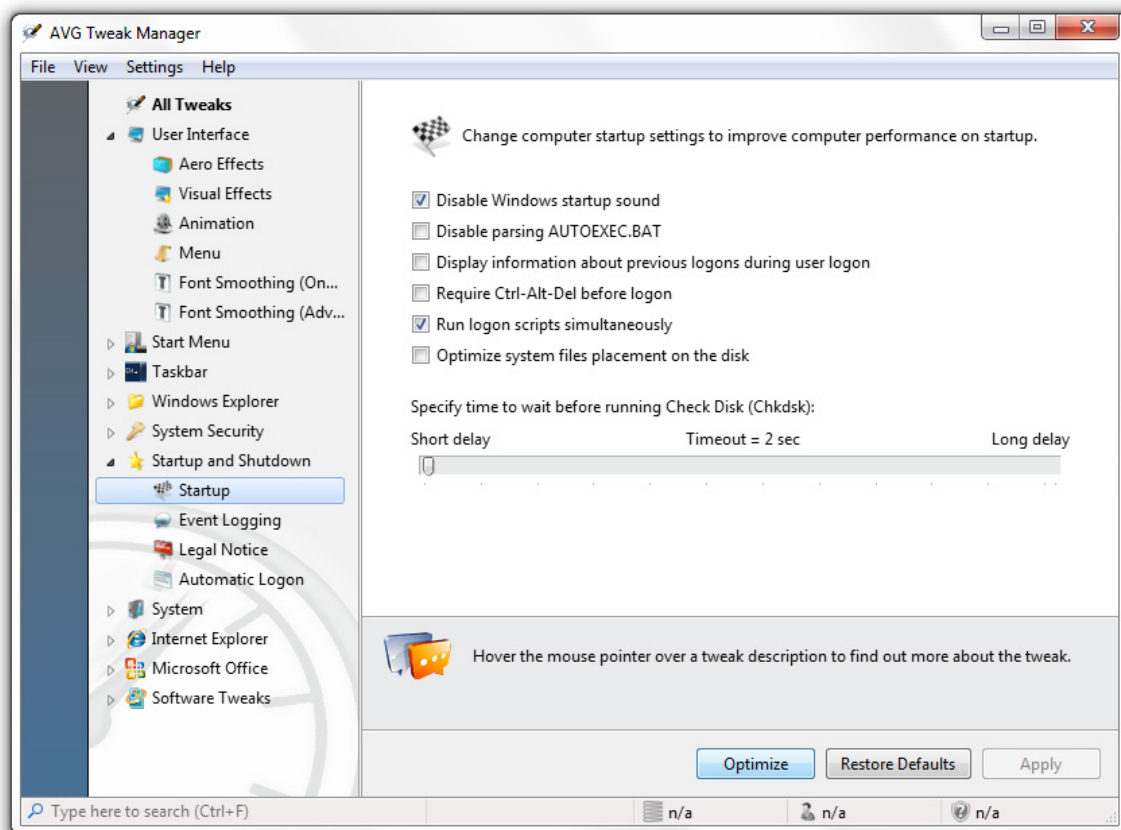 AVG Tweak Manager
File View Settings Help
All Tweaks
User Interface
Aero Effects
Visual Effects
Animation
Menu
Font Smoothing (On...
Font Smoothing (Adv...
Start Menu
Taskbar
Windows Explorer
System Security
Startup and Shutdown
Startup
Event Logging
Legal Notice
Automatic Logon
System
Internet Explorer
Microsoft Office
Software Tweaks
Change computer startup settings to improve computer performance on startup.
Disable Windows startup sound
Disable parsing AUTOEXEC.BAT
Display information about previous logons during user logon
Require Ctrl-Alt-Del before logon
Run logon scripts simultaneously
Optimize system files placement on the disk
Specify time to wait before running Check Disk (Chkdsk):
Short delay Timeout = 2 sec Long delay
Hover the mouse pointer over a tweak description to find out more about the tweak.
Optimize Restore Defaults Apply
Type here to search (Ctrl+F) n/a n/a n/a